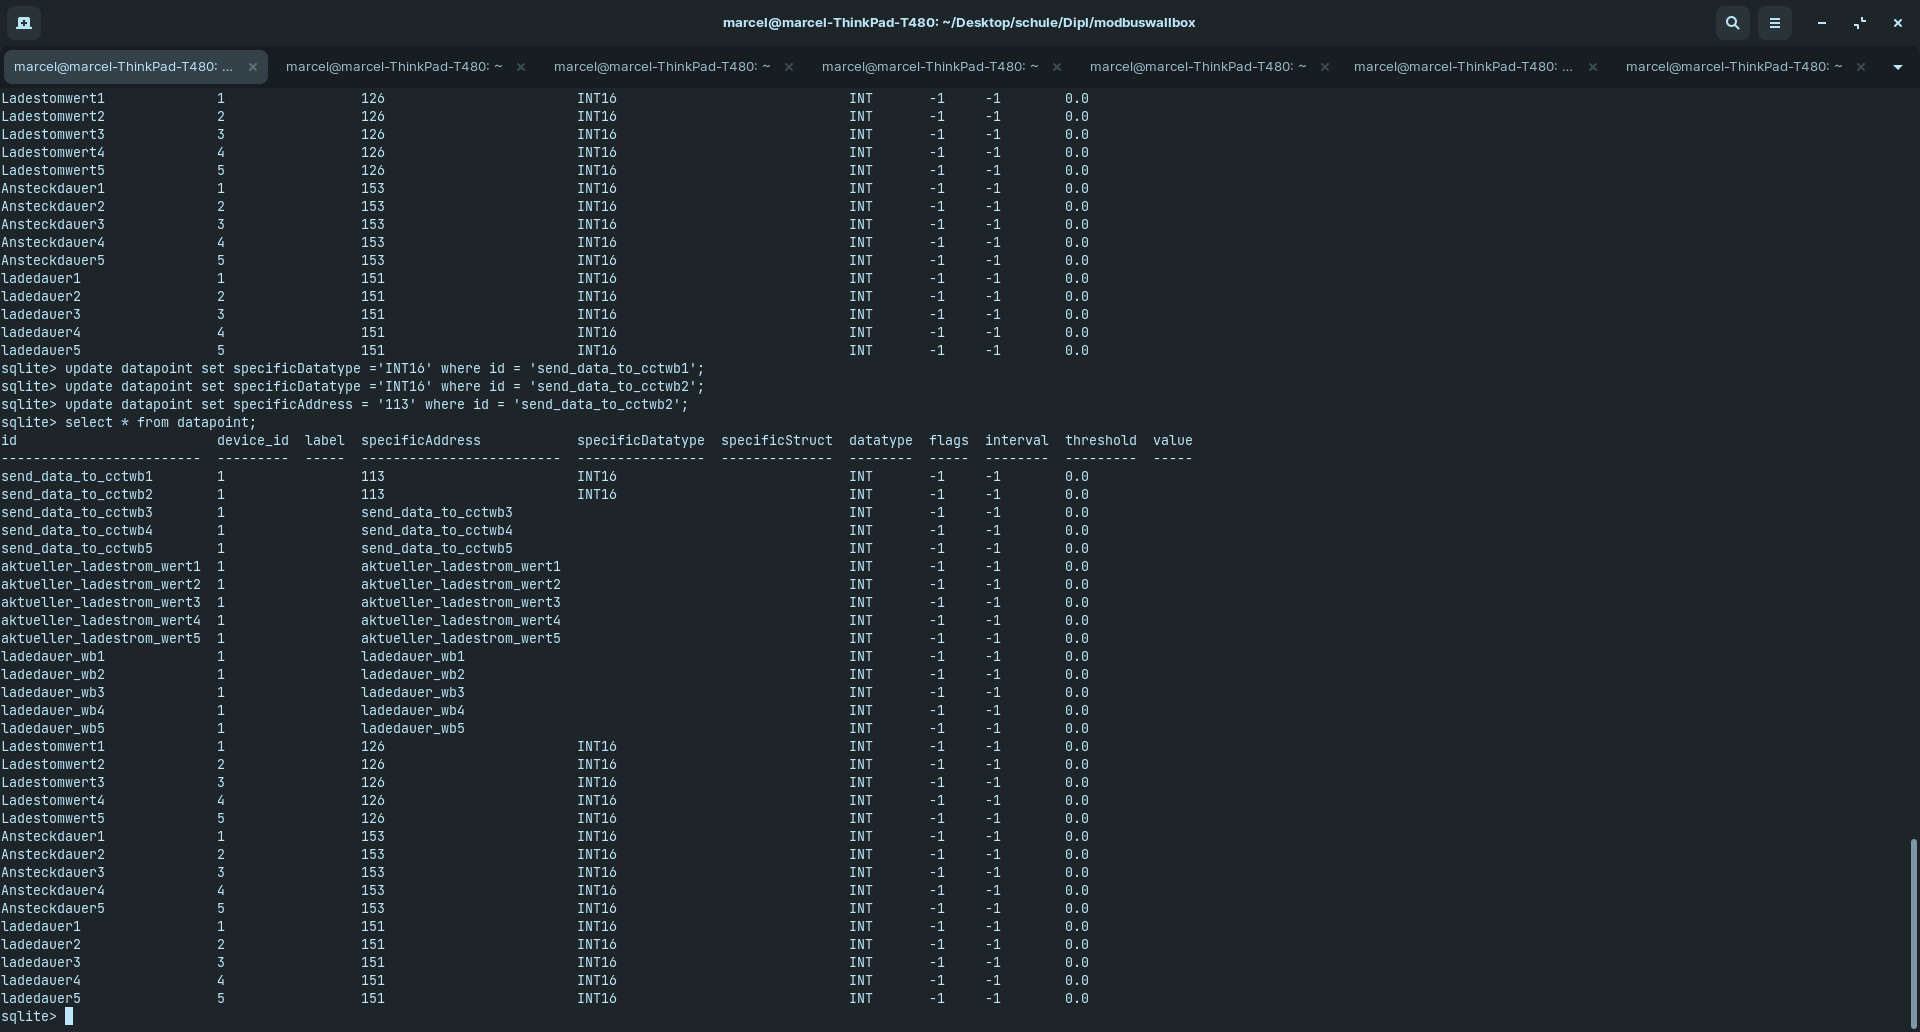 marcel@marcel-ThinkPad-T480: ~/Desktop/schule/Dipl/modbuswallbox
marcel@marcel-ThinkPad-T480: ... marcel@marcel-ThinkPad-T480: ~ marcel@marcel-ThinkPad-T480: ~ marcel@marcel-ThinkPad-T480: ~ marcel@marcel-ThinkPad-T480: ~ marcel@marcel-ThinkPad-T480: ... marcel@marcel-ThinkPad-T480: ~
Ladestomwert1 1 126 INT16 INT -1 -1 0.0
Ladestomwert2 2 126 INT16 INT -1 -1 0.0
Ladestomwert3 3 126 INT16 INT -1 -1 0.0
Ladestomwert4 4 126 INT16 INT -1 -1 0.0
Ladestomwert5 5 126 INT16 INT -1 -1 0.0
Ansteckdauer1 1 153 INT16 INT -1 -1 0.0
Ansteckdauer2 2 153 INT16 INT -1 -1 0.0
Ansteckdauer3 3 153 INT16 INT -1 -1 0.0
Ansteckdauer4 4 153 INT16 INT -1 -1 0.0
Ansteckdauer5 5 153 INT16 INT -1 -1 0.0
ladedauer1 1 151 INT16 INT -1 -1 0.0
ladedauer2 2 151 INT16 INT -1 -1 0.0
ladedauer3 3 151 INT16 INT -1 -1 0.0
ladedauer4 4 151 INT16 INT -1 -1 0.0
ladedauer5 5 151 INT16 INT -1 -1 0.0
sqlite> update datapoint set specificDatatype ='INT16' where id = 'send_data_to_cctwb1';
sqlite> update datapoint set specificDatatype ='INT16' where id = 'send_data_to_cctwb2';
sqlite> update datapoint set specificAddress = '113' where id = 'send_data_to_cctwb2';
sqlite> select * from datapoint;
id device_id label specificAddress specificDatatype specificStruct datatype flags interval threshold value
------------------------- --------- ----- ------------------------- ---------------- -------------- -------- ----- -------- --------- -----
send_data_to_cctwb1 1 113 INT16 INT -1 -1 0.0
send_data_to_cctwb2 1 113 INT16 INT -1 -1 0.0
send_data_to_cctwb3 1 send_data_to_cctwb3 INT -1 -1 0.0
send_data_to_cctwb4 1 send_data_to_cctwb4 INT -1 -1 0.0
send_data_to_cctwb5 1 send_data_to_cctwb5 INT -1 -1 0.0
aktueller_ladestrom_wert1 1 aktueller_ladestrom_wert1 INT -1 -1 0.0
aktueller_ladestrom_wert2 1 aktueller_ladestrom_wert2 INT -1 -1 0.0
aktueller_ladestrom_wert3 1 aktueller_ladestrom_wert3 INT -1 -1 0.0
aktueller_ladestrom_wert4 1 aktueller_ladestrom_wert4 INT -1 -1 0.0
aktueller_ladestrom_wert5 1 aktueller_ladestrom_wert5 INT -1 -1 0.0
ladedauer_wb1 1 ladedauer_wb1 INT -1 -1 0.0
ladedauer_wb2 1 ladedauer_wb2 INT -1 -1 0.0
ladedauer_wb3 1 ladedauer_wb3 INT -1 -1 0.0
ladedauer_wb4 1 ladedauer_wb4 INT -1 -1 0.0
ladedauer_wb5 1 ladedauer_wb5 INT -1 -1 0.0
Ladestomwert1 1 126 INT16 INT -1 -1 0.0
Ladestomwert2 2 126 INT16 INT -1 -1 0.0
Ladestomwert3 3 126 INT16 INT -1 -1 0.0
Ladestomwert4 4 126 INT16 INT -1 -1 0.0
Ladestomwert5 5 126 INT16 INT -1 -1 0.0
Ansteckdauer1 1 153 INT16 INT -1 -1 0.0
Ansteckdauer2 2 153 INT16 INT -1 -1 0.0
Ansteckdauer3 3 153 INT16 INT -1 -1 0.0
Ansteckdauer4 4 153 INT16 INT -1 -1 0.0
Ansteckdauer5 5 153 INT16 INT -1 -1 0.0
ladedauer1 1 151 INT16 INT -1 -1 0.0
ladedauer2 2 151 INT16 INT -1 -1 0.0
ladedauer3 3 151 INT16 INT -1 -1 0.0
ladedauer4 4 151 INT16 INT -1 -1 0.0
ladedauer5 5 151 INT16 INT -1 -1 0.0
sqlite>